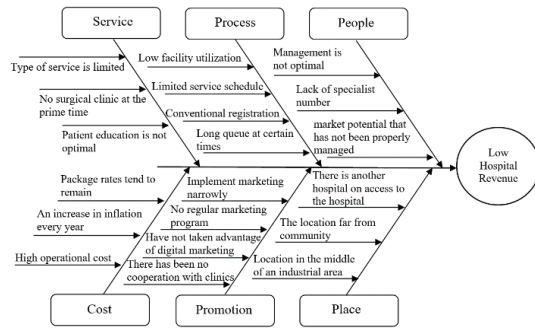 Service
Process
People
Type of service is limited
No surgical clinic at the
prime time
Patient education is not
optimal
Low facility utilization
Limited service schedule
Conventional registration
Long queue at certain
times
Management is
not optimal
Lack of specialist
number
market potential that
has not been properly
managed
Low
Hospital
Revenue
Package rates tend to
remain
An increase in inflation
every year
High operational cost
Implement marketing
narrowly
No regular marketing
program
Have not taken advantage
of digital marketing
There has been no
cooperation with clinics
There is another
hospital on access to
the hospital
The location far from
community
Location in the middle
of an industrial area
Cost
Promotion
Place